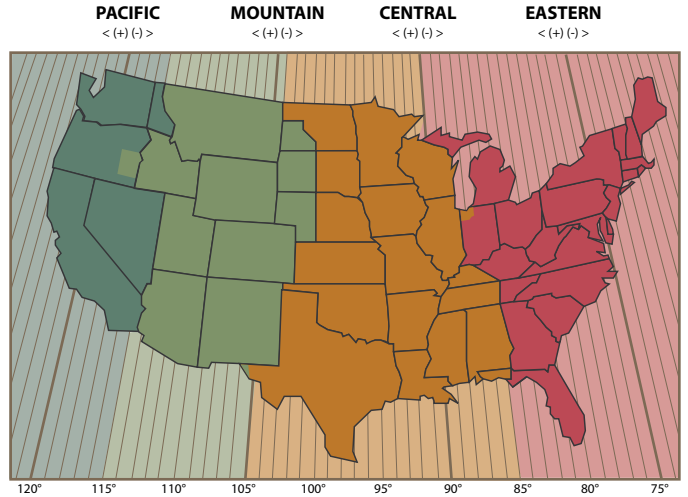 PACIFIC MOUNTAIN CENTRAL EASTERN
< (+) (-) > < (+) (-) > < (+) (-) > < (+) (-) >
120° 115° 110° 105° 100° 95° 90° 85° 80° 75°